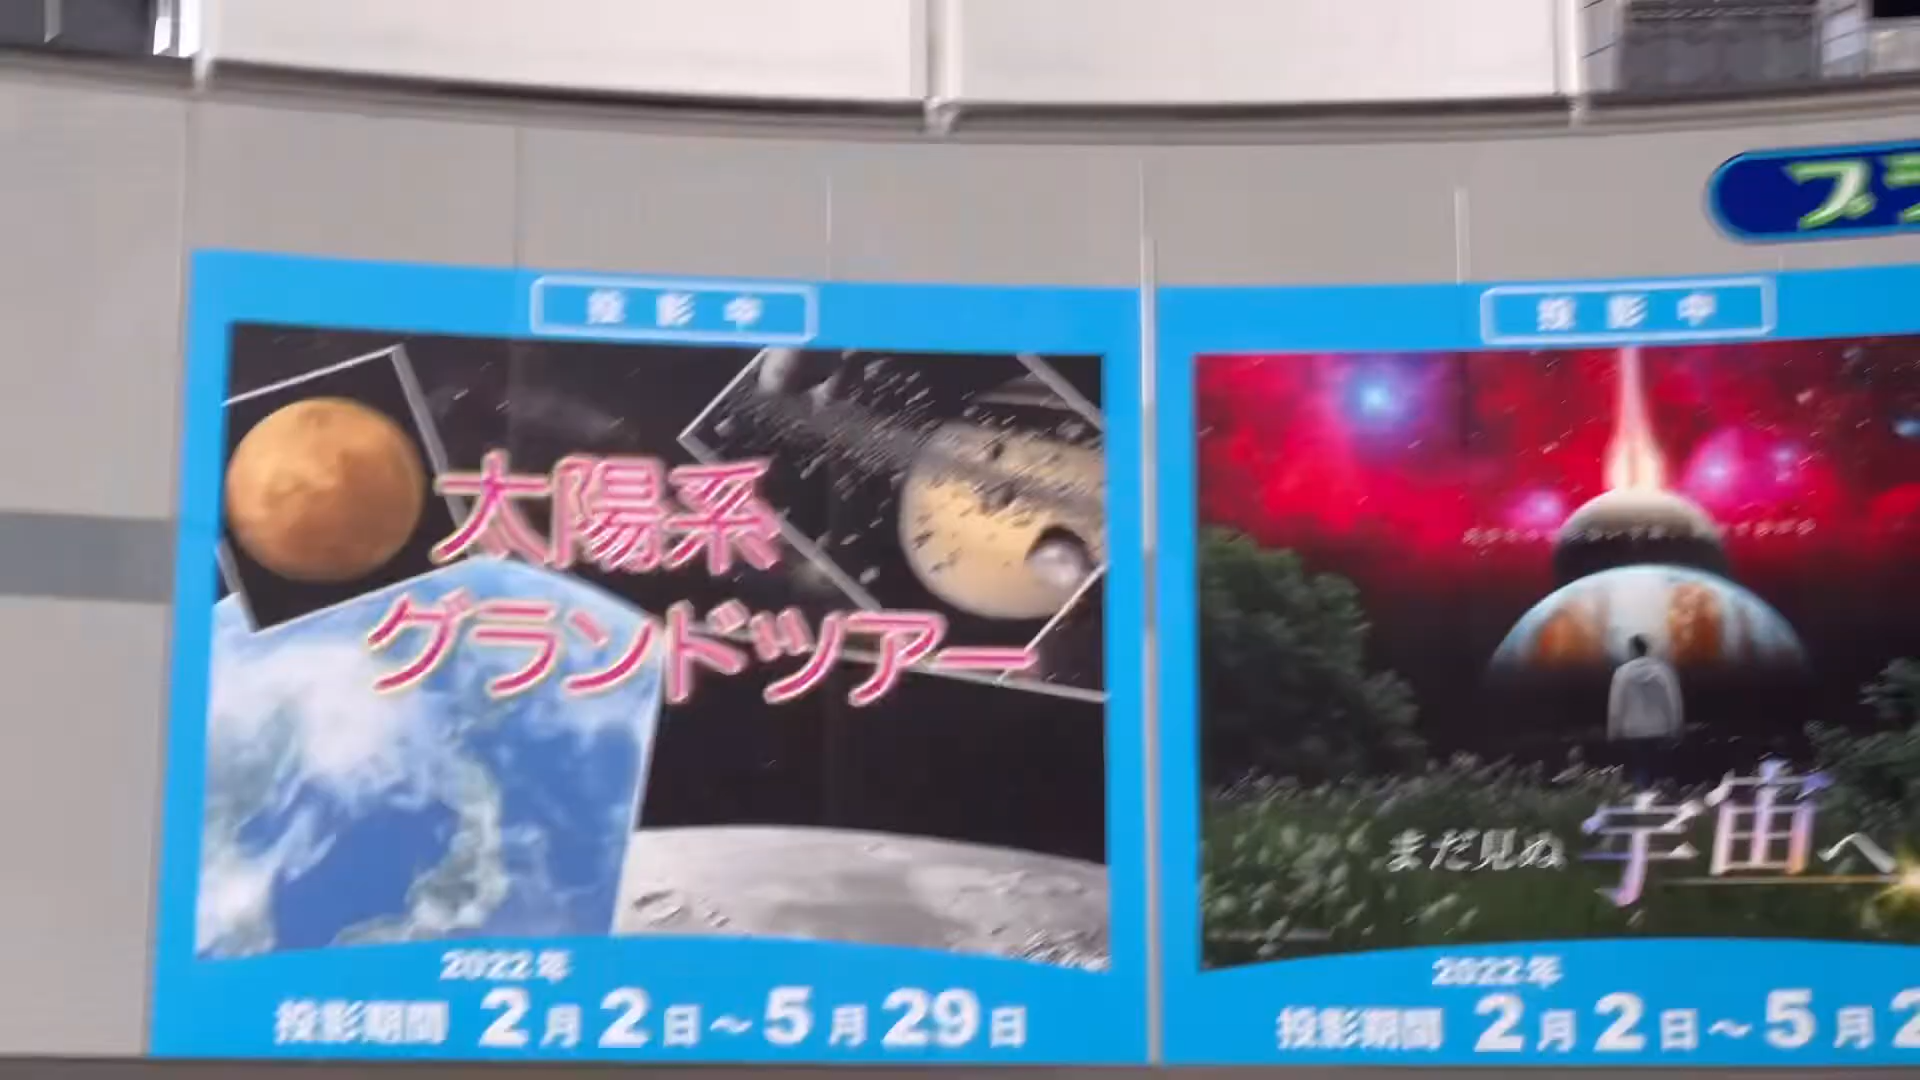 プラ
投影中
太陽系
グランドツアー
2022年
投影期間 2月2日～5月29日
投影中
まだ見ぬ宇宙へ
2022年
投影期間 2月2日～5月2